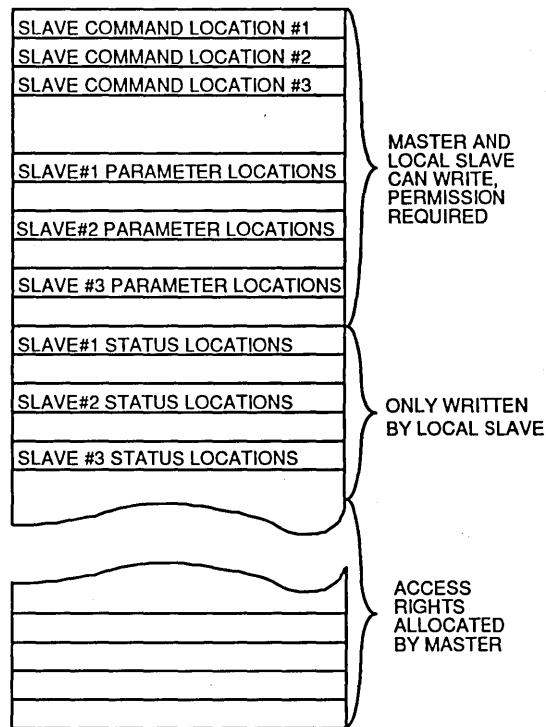 SLAVE COMMAND LOCATION #1
SLAVE COMMAND LOCATION #2
SLAVE COMMAND LOCATION #3
SLAVE#1 PARAMETER LOCATIONS
SLAVE#2 PARAMETER LOCATIONS
SLAVE #3 PARAMETER LOCATIONS
MASTER AND
LOCAL SLAVE
CAN WRITE,
PERMISSION
REQUIRED
SLAVE#1 STATUS LOCATIONS
SLAVE#2 STATUS LOCATIONS
SLAVE #3 STATUS LOCATIONS
ONLY WRITTEN
BY LOCAL SLAVE
ACCESS
RIGHTS
ALLOCATED
BY MASTER